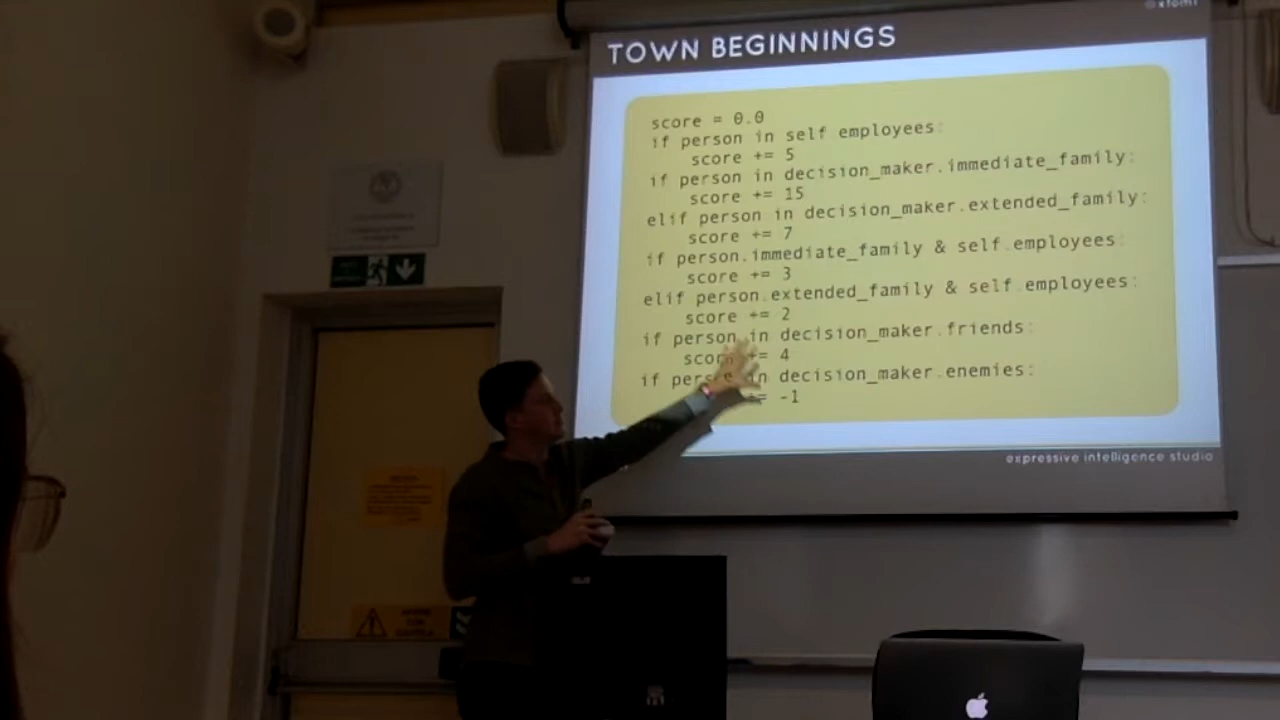 @xfoml
TOWN BEGINNINGS
score = 0.0
if person in self employees:
score += 5
if person in decision_maker.immediate_family:
score += 15
elif person in decision_maker.extended_family:
score += 7
if person.immediate_family & self.employees:
score += 3
elif person.extended_family & self.employees:
score += 2
if person in decision_maker.friends:
score += 4
if person in decision_maker.enemies:
+= -1
expressive intelligence studio